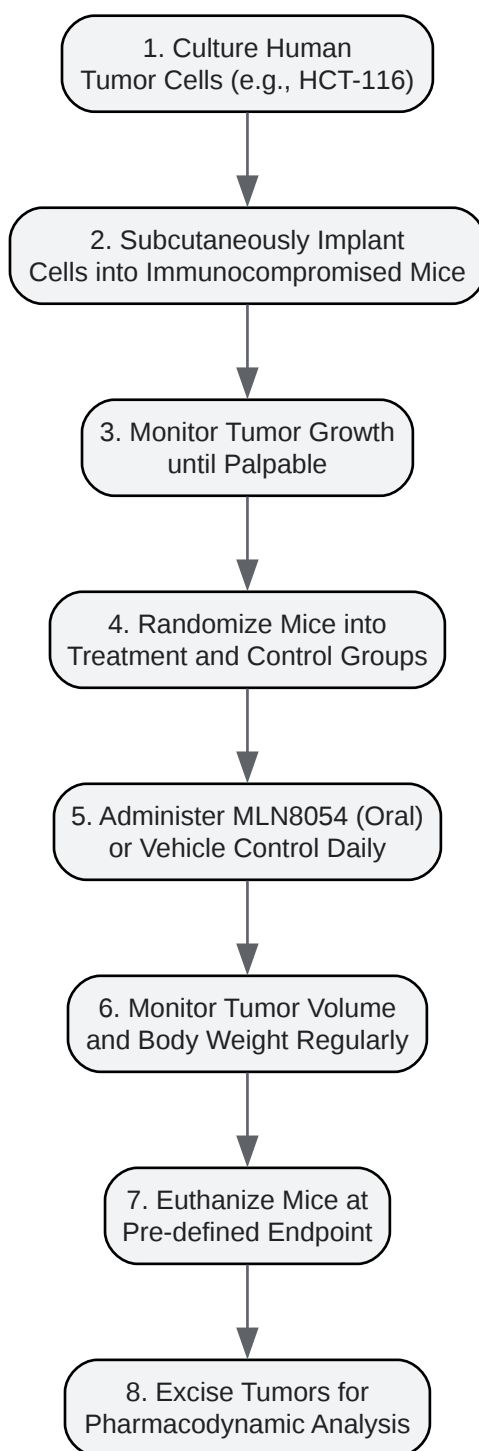 1. Culture Human
Tumor Cells (e.g., HCT-116)
2. Subcutaneously Implant
Cells into Immunocompromised Mice
3. Monitor Tumor Growth
until Palpable
4. Randomize Mice into
Treatment and Control Groups
5. Administer MLN8054 (Oral)
or Vehicle Control Daily
6. Monitor Tumor Volume
and Body Weight Regularly
7. Euthanize Mice at
Pre-defined Endpoint
8. Excise Tumors for
Pharmacodynamic Analysis